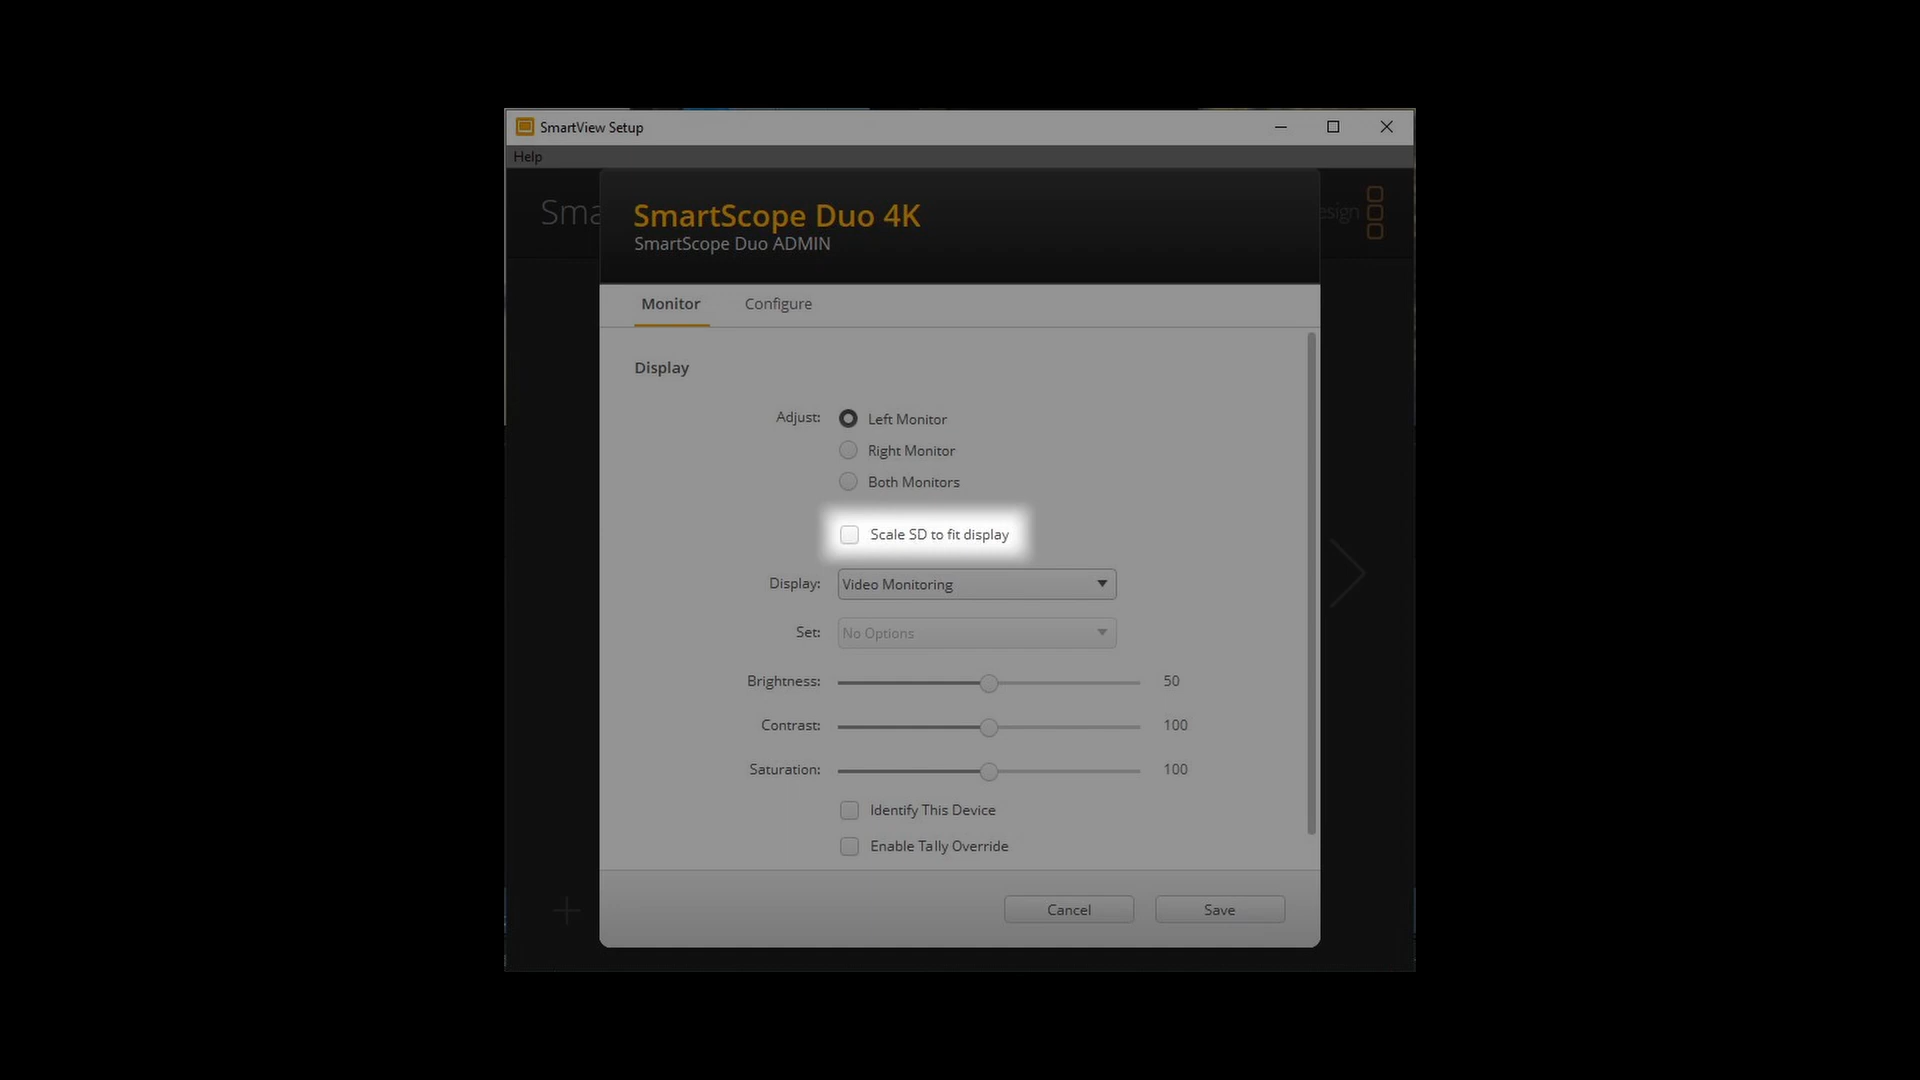 SmartView Setup
Help
Sma
esign
SmartScope Duo 4K
SmartScope Duo ADMIN
Monitor Configure
Display
Adjust: Left Monitor
Right Monitor
Both Monitors
Scale SD to fit display
Display: Video Monitoring
Set: No Options
Brightness: 50
Contrast: 100
Saturation: 100
Identify This Device
Enable Tally Override
Cancel Save